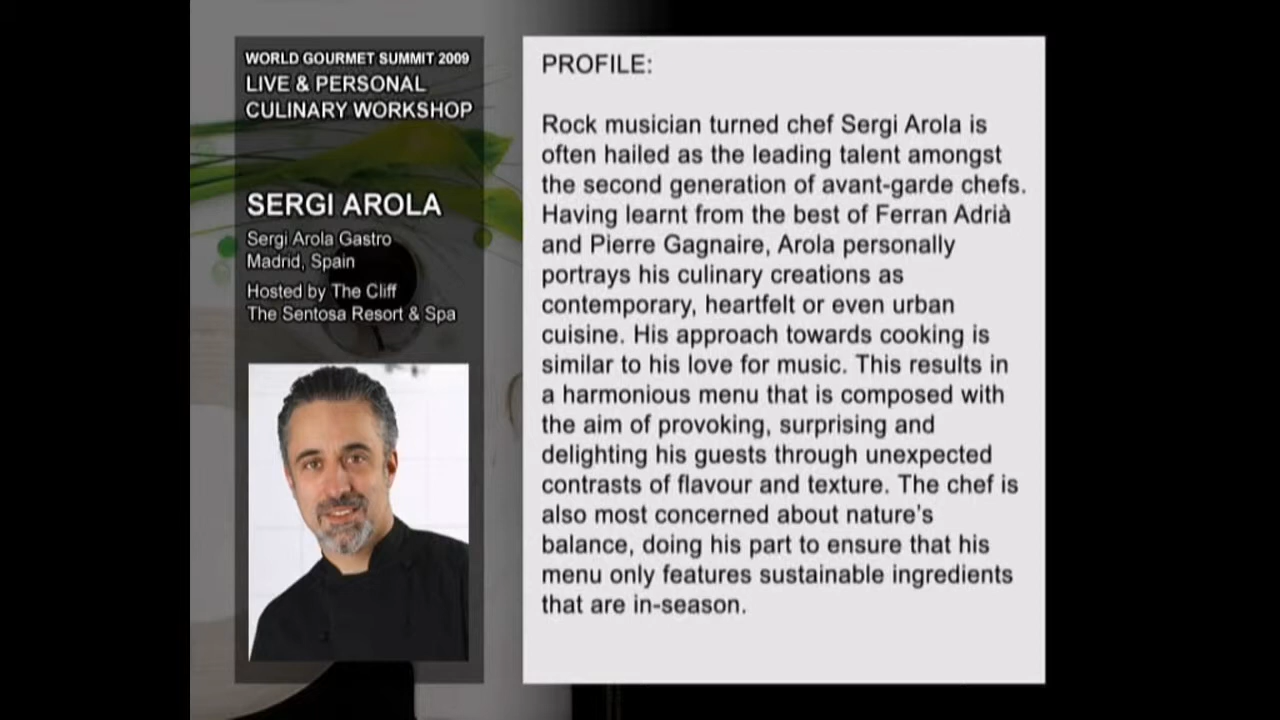 WORLD GOURMET SUMMIT 2009
LIVE & PERSONAL
CULINARY WORKSHOP
SERGI AROLA
Sergi Arola Gastro
Madrid, Spain
Hosted by The Cliff
The Sentosa Resort & Spa
PROFILE:
Rock musician turned chef Sergi Arola is
often hailed as the leading talent amongst
the second generation of avant-garde chefs.
Having learnt from the best of Ferran Adrià
and Pierre Gagnaire, Arola personally
portrays his culinary creations as
contemporary, heartfelt or even urban
cuisine. His approach towards cooking is
similar to his love for music. This results in
a harmonious menu that is composed with
the aim of provoking, surprising and
delighting his guests through unexpected
contrasts of flavour and texture. The chef is
also most concerned about nature's
balance, doing his part to ensure that his
menu only features sustainable ingredients
that are in-season.